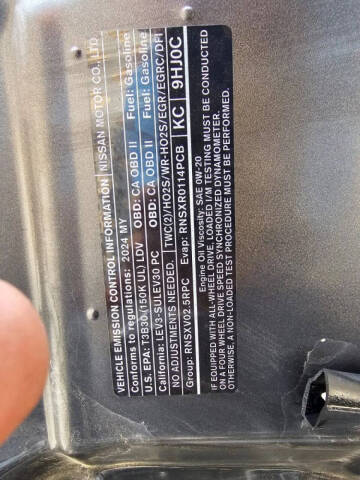 VEHICLE EMISSION CONTROL INFORMATION NISSAN MOTOR CO., LTD.
Conforms to regulations: 2024 MY Fuel: Gasoline
U.S. EPA: T3B30 (150K UL) LDV OBD: CA OBD II Fuel: Gasoline
California: LEV3-SULEV30 PC OBD: CA OBD II
NO ADJUSTMENTS NEEDED. TWC(2)/HO2S/WR-HO2S/EGR/EGRC/DFI
Group: RNSXV02.5RPC Evap: RNSXR0114PCB KC 9HJ0C
Engine Oil Viscosity: SAE 0W-20
IF EQUIPPED WITH ALL-WHEEL DRIVE, LOADED I/M TESTING MUST BE CONDUCTED
ON A FOUR WHEEL DRIVE SPEED SYNCHRONIZED DYNAMOMETER.
OTHERWISE, A NON-LOADED TEST PROCEDURE MUST BE PERFORMED.